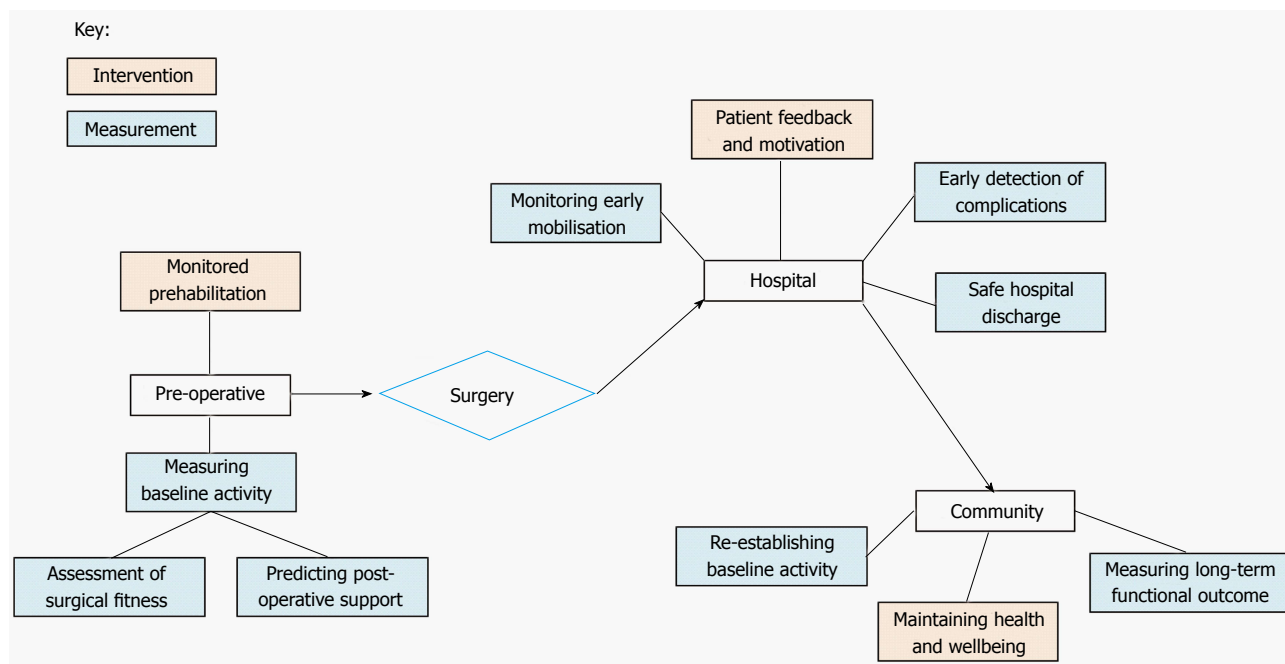 Key:
Intervention
Measurement
Patient feedback
and motivation
Monitoring early
mobilisation
Early detection of
complications
Hospital
Safe hospital
discharge
Monitored
prehabilitation
Pre-operative
Surgery
Measuring
baseline activity
Assessment of
surgical fitness
Predicting post-
operative support
Community
Re-establishing
baseline activity
Maintaining health
and wellbeing
Measuring long-term
functional outcome